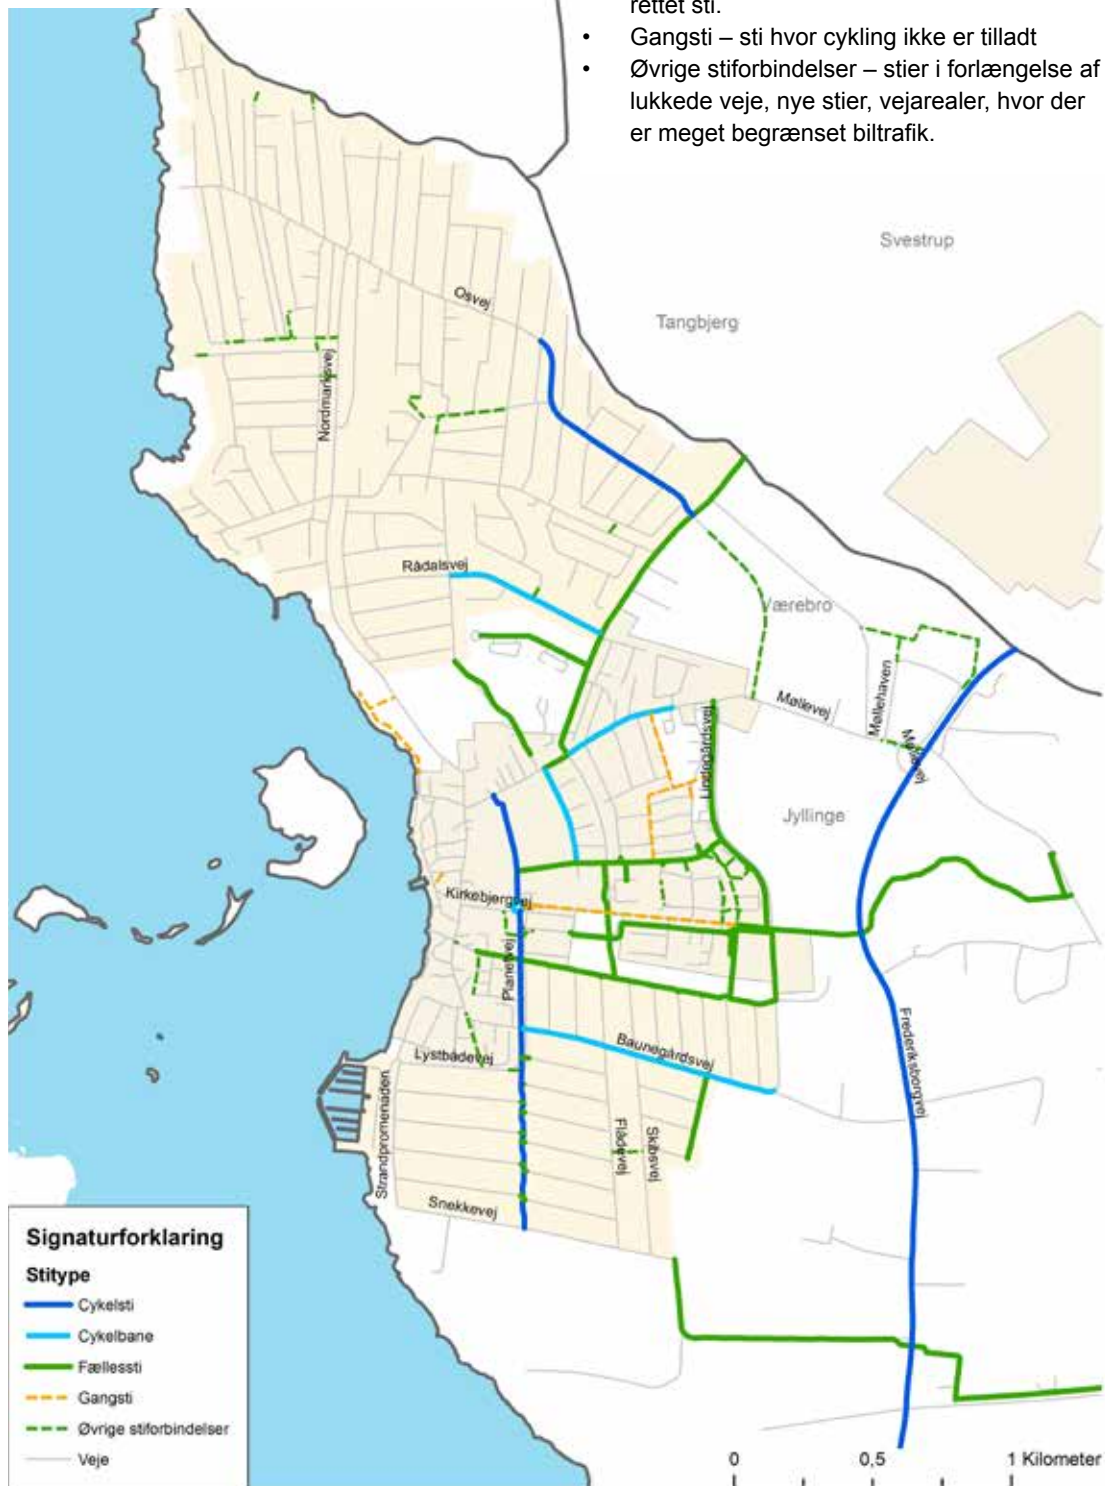 rettet sti.
• Gangsti – sti hvor cykling ikke er tilladt
• Øvrige stiforbindelser – stier i forlængelse af
lukkede veje, nye stier, vejarealer, hvor der
er meget begrænset biltrafik.
Svestrup
Osvej
Tangbjerg
Nordmarksvej
Rådalsvej
Værebro
Møllehaven
Møllevej
Lindegårdsvej
Møllevej
Jyllinge
Kirkebjergvej
Planetvej
Baunegårdsvej
Lystbådevej
Frederiksborgvej
Strandpromenaden
Flådevej
Skibsvej
Snekkevej
Signaturforklaring
Stitype
Cykelsti
Cykelbane
Fællessti
Gangsti
Øvrige stiforbindelser
Veje
0 0,5 1 Kilometer